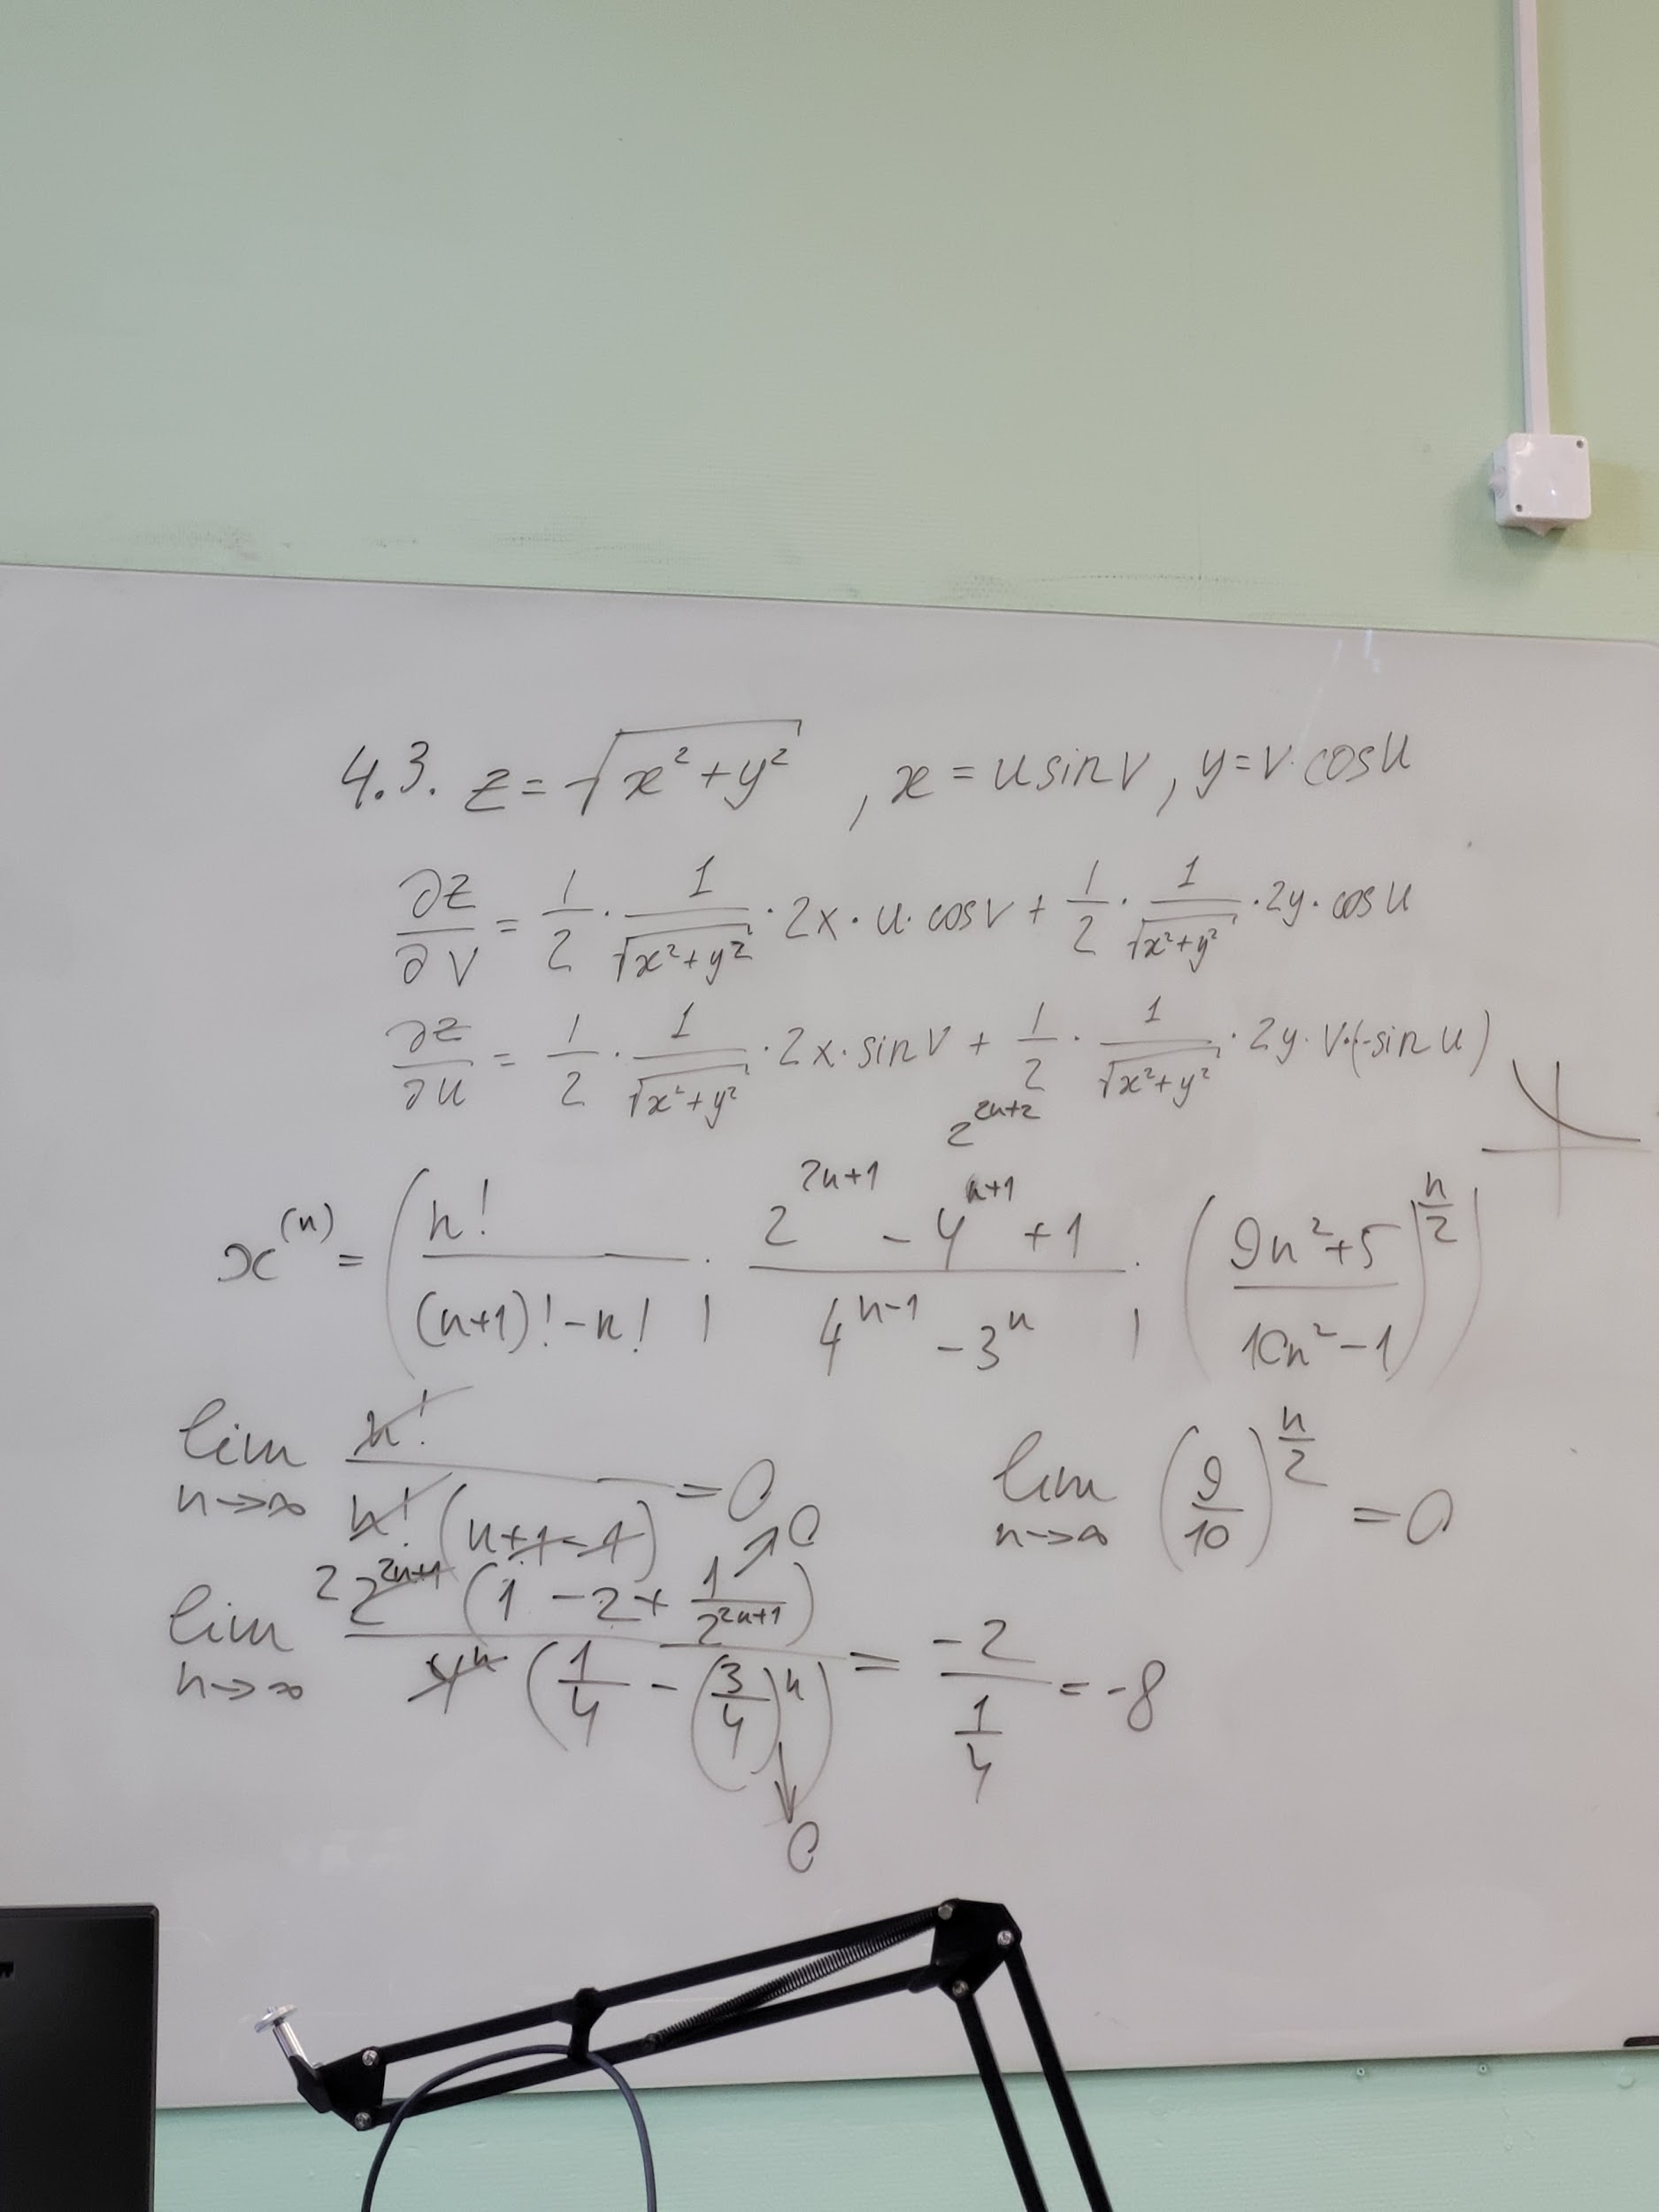 4.3. z = √(x² + y²), x = u sin v, y = v·cos u
∂z/∂v = 1/2 · 1/√(x²+y²) · 2x · u · cos v + 1/2 · 1/√(x²+y²) · 2y · cos u
∂z/∂u = 1/2 · 1/√(x²+y²) · 2x · sin v + 1/2 · 1/√(x²+y²) · 2y · v·(-sin u)
2^(2n+2)
x^(n) = ( n!/((n+1)! - n!) ; (2^(2n+1) - 4^(n+1) + 1)/(4^(n-1) - 3^n) ; ((9n²+5)/(10n²-1))^(n/2) )
lim n→∞ n!/(n!(n+1-1)) = 0
lim n→∞ (9/10)^(n/2) = 0
lim n→∞ 2 2^(2n+1) (1 - 2 + 1/2^(2n+1) → 0) / (4^n (1/4 - (3/4)^n)) = -2/(1/4) = -8
0